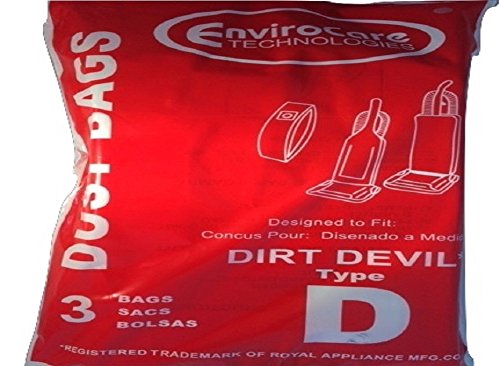 Envirocare
TECHNOLOGIES
DUST BAGS
Designed to Fit:
Concus Pour: Disenado a Medi
DIRT DEVIL*
Type
D
3
BAGS
SACS
BOLSAS
*REGISTERED TRADEMARK OF ROYAL APPLIANCE MFG.CO